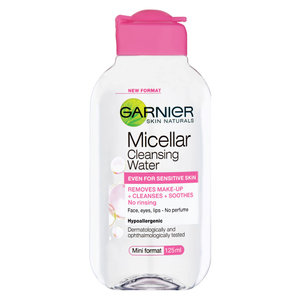 NEW FORMAT
GARNIER
SKIN NATURALS
Micellar
Cleansing
Water
EVEN FOR SENSITIVE SKIN
REMOVES MAKE-UP
+ CLEANSES + SOOTHES
No rinsing
Face, eyes, lips - No perfume
Hypoallergenic
Dermatologically and
ophthalmologically tested
Mini format 125ml